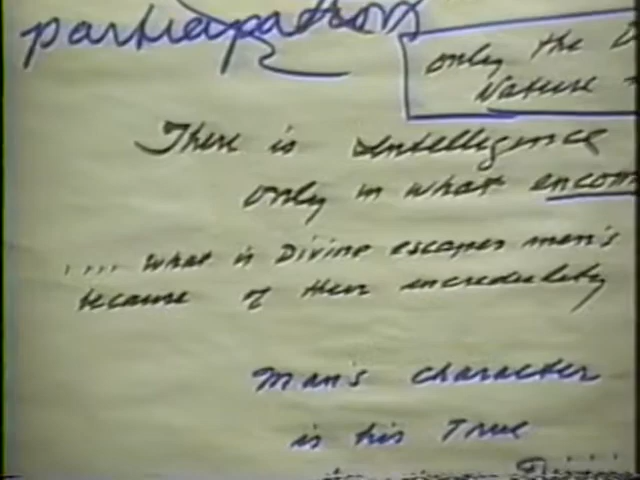 participation
only the D
Nature
There is Intelligence
only in what encom
.... what is Divine escapes men's
because of their incredulity
Man's character
is his True